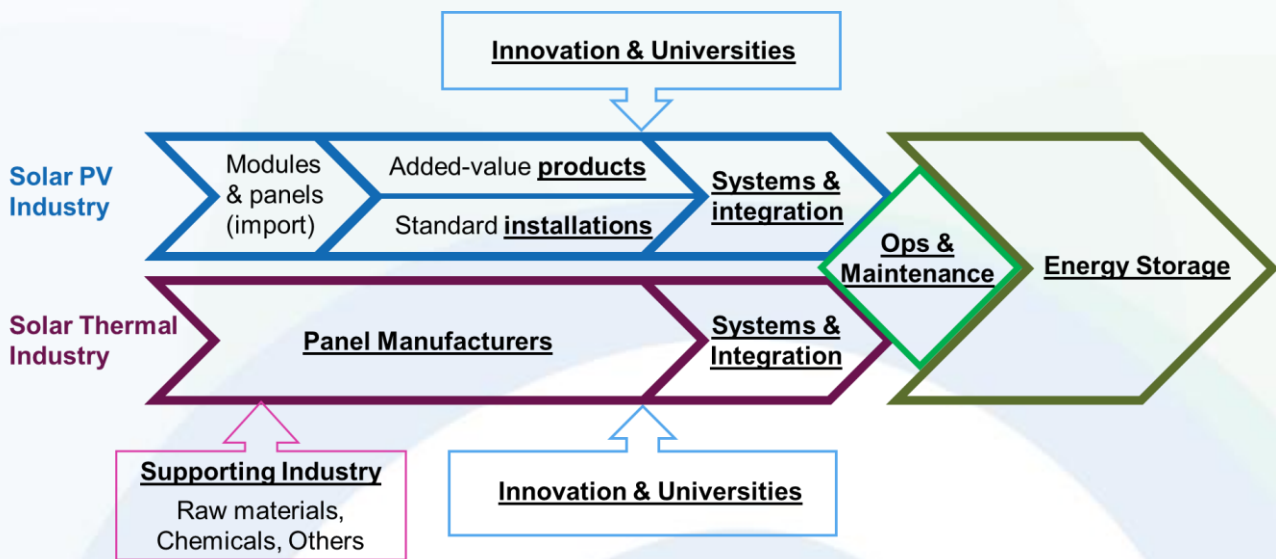 Innovation & Universities
Solar PV
Industry
Modules
& panels
(import)
Added-value products
Standard installations
Systems &
integration
Ops &
Maintenance
Energy Storage
Solar Thermal
Industry
Panel Manufacturers
Systems &
Integration
Supporting Industry
Raw materials,
Chemicals, Others
Innovation & Universities